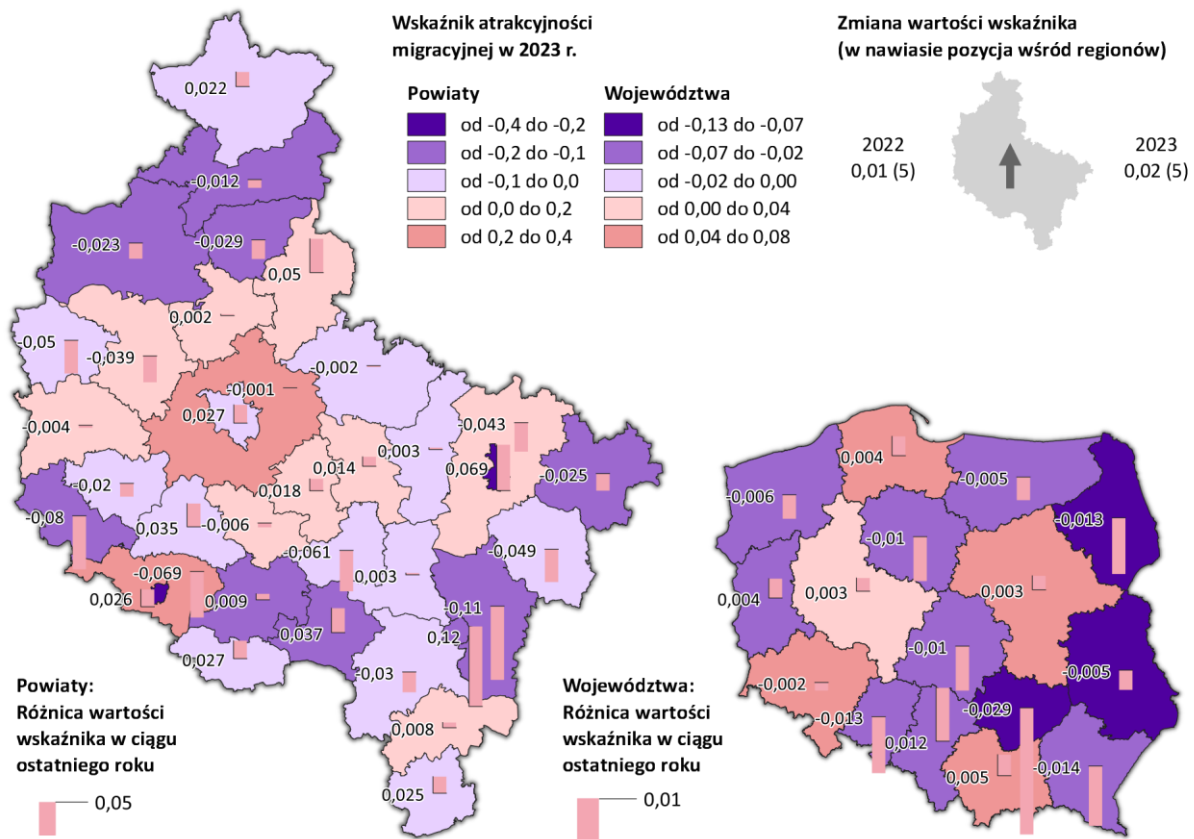 Wskaźnik atrakcyjności
migracyjnej w 2023 r.
Powiaty
od -0,4 do -0,2
od -0,2 do -0,1
od -0,1 do 0,0
od 0,0 do 0,2
od 0,2 do 0,4
Województwa
od -0,13 do -0,07
od -0,07 do -0,02
od -0,02 do 0,00
od 0,00 do 0,04
od 0,04 do 0,08
Zmiana wartości wskaźnika
(w nawiasie pozycja wśród regionów)
2022
0,01 (5)
2023
0,02 (5)
0,022
-0,012
-0,023
-0,029
0,05
0,002
-0,05
-0,039
-0,002
-0,001
0,027
-0,004
-0,043
0,003
0,014
0,069
-0,025
-0,02
0,018
-0,08
0,035
-0,006
-0,061
-0,049
-0,069
0,003
0,026
0,009
-0,11
0,037
0,12
0,027
-0,03
0,008
0,025
Powiaty:
Różnica wartości
wskaźnika w ciągu
ostatniego roku
0,05
0,004
-0,005
-0,006
-0,013
-0,01
0,004
0,003
0,003
-0,01
-0,005
-0,002
-0,013
0,012
-0,029
0,005
-0,014
Województwa:
Różnica wartości
wskaźnika w ciągu
ostatniego roku
0,01